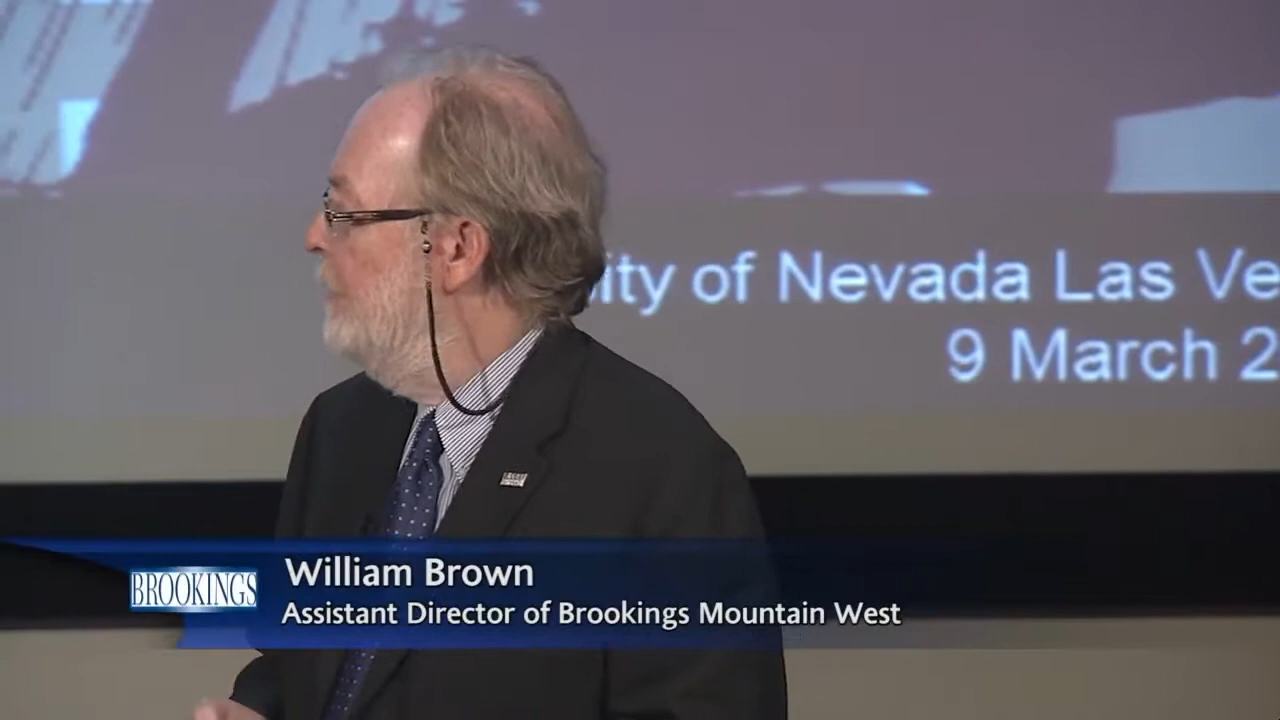 ity of Nevada Las Ve
9 March 2
William Brown
BROOKINGS
Assistant Director of Brookings Mountain West